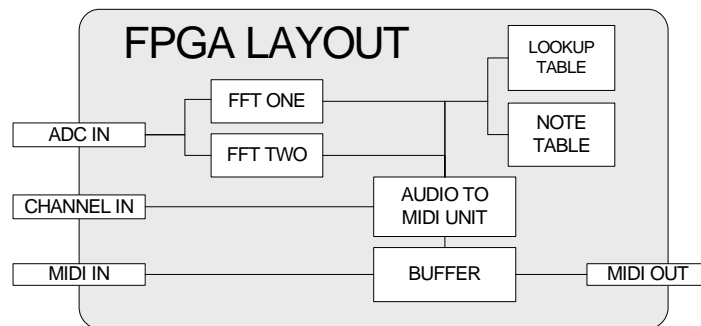 FPGA LAYOUT
LOOKUP
TABLE
FFT ONE
NOTE
TABLE
ADC IN
FFT TWO
AUDIO TO
MIDI UNIT
CHANNEL IN
MIDI IN
BUFFER
MIDI OUT